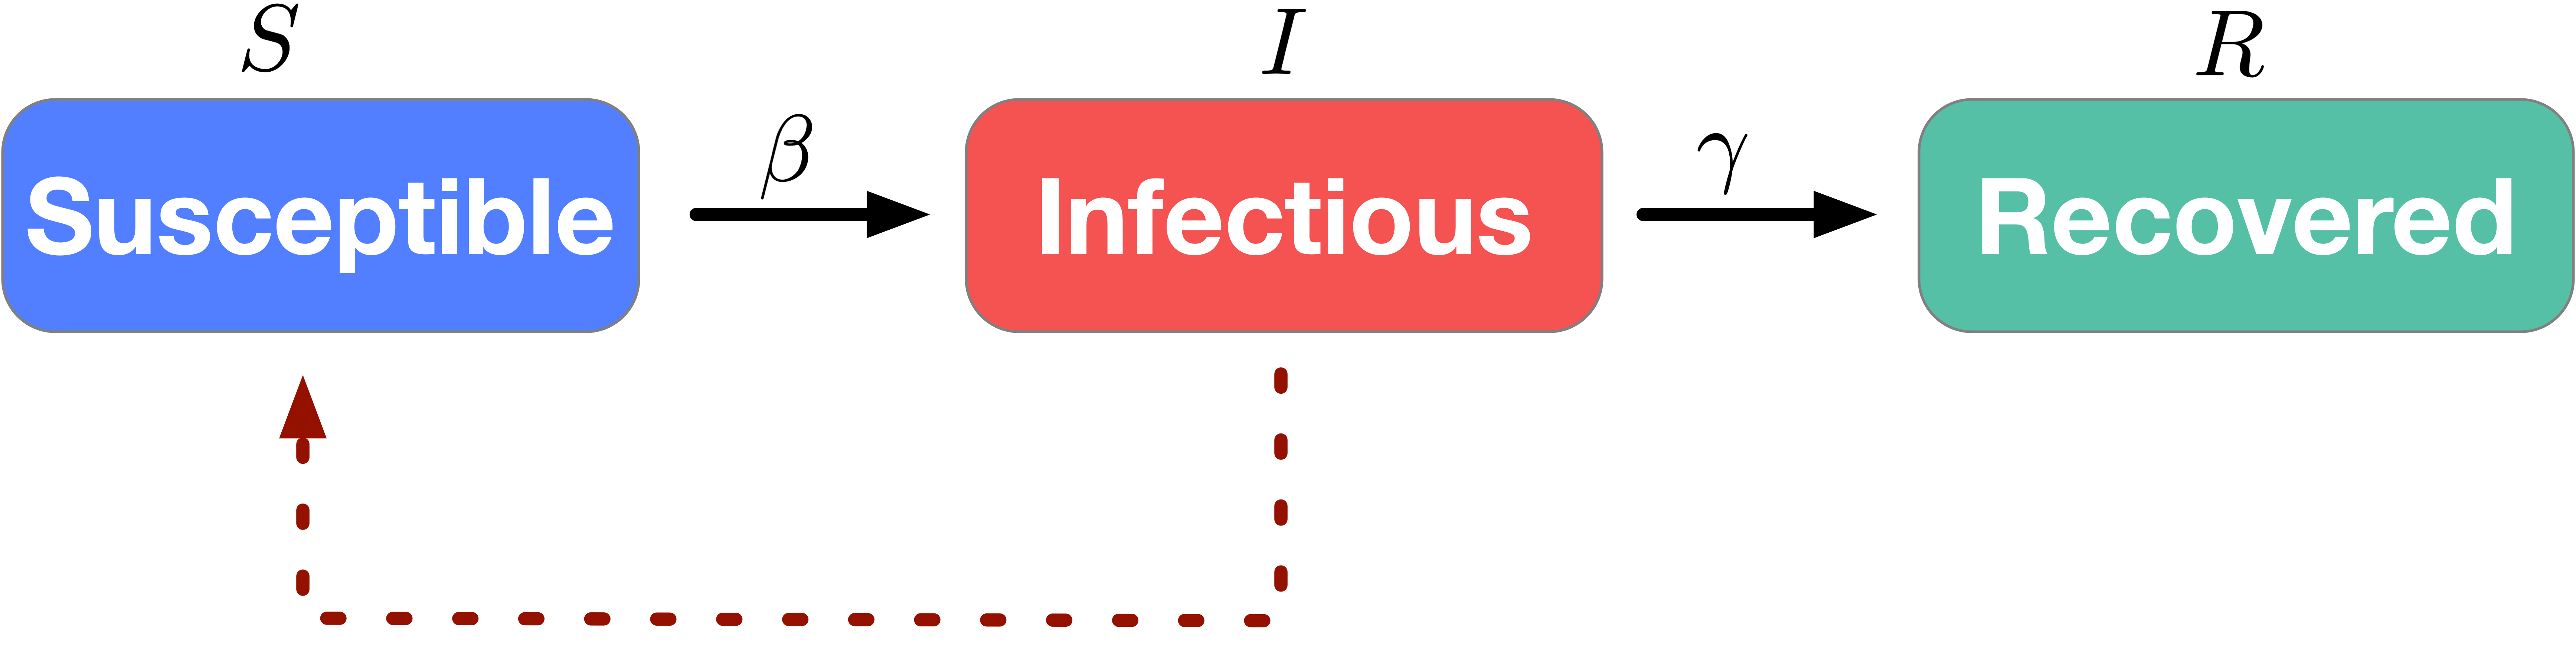 S
I
R
Susceptible
β
Infectious
γ
Recovered